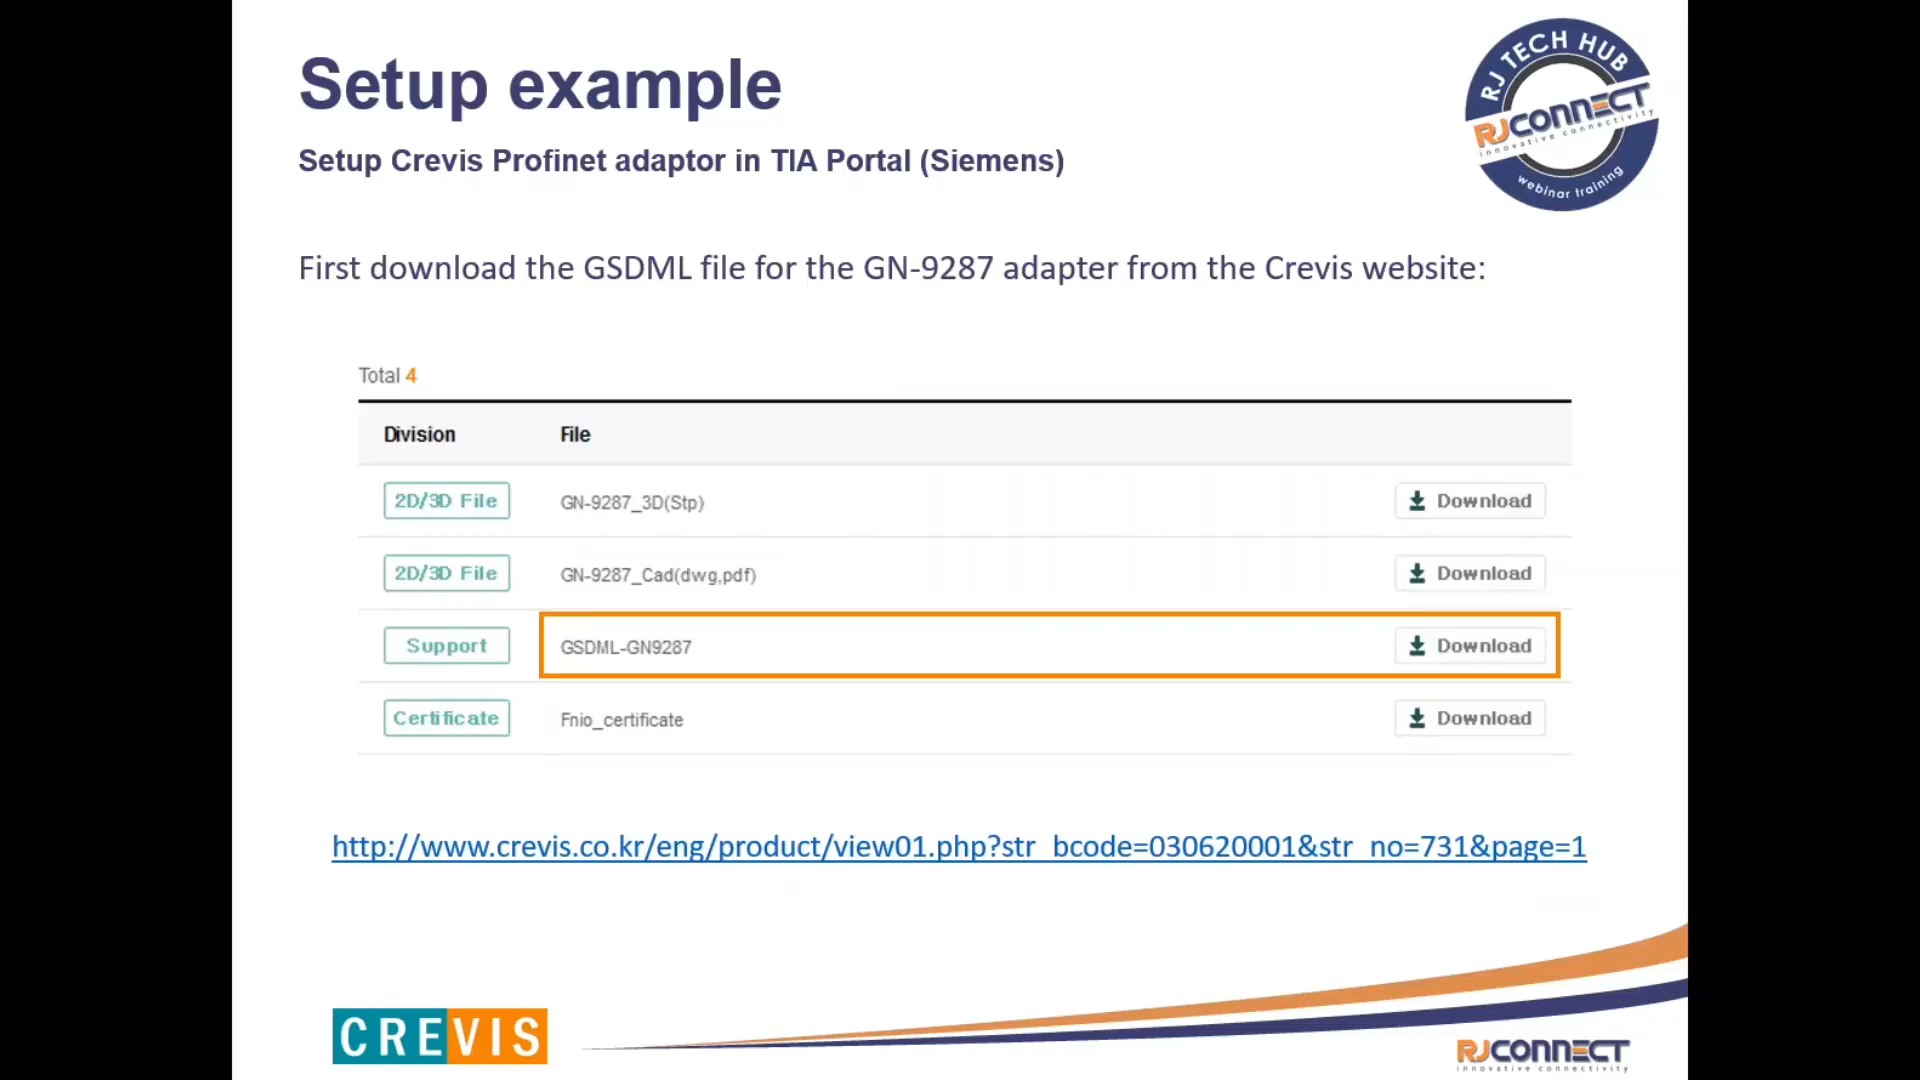 Setup example
RJ TECH HUB
RJCONNECT
innovative connectivity
webinar training
Setup Crevis Profinet adaptor in TIA Portal (Siemens)
First download the GSDML file for the GN-9287 adapter from the Crevis website:
Total 4
Division File
2D/3D File GN-9287_3D(Stp) Download
2D/3D File GN-9287_Cad(dwg,pdf) Download
Support GSDML-GN9287 Download
Certificate Fnio_certificate Download
http://www.crevis.co.kr/eng/product/view01.php?str_bcode=030620001&str_no=731&page=1
CREVIS
RJCONNECT
innovative connectivity